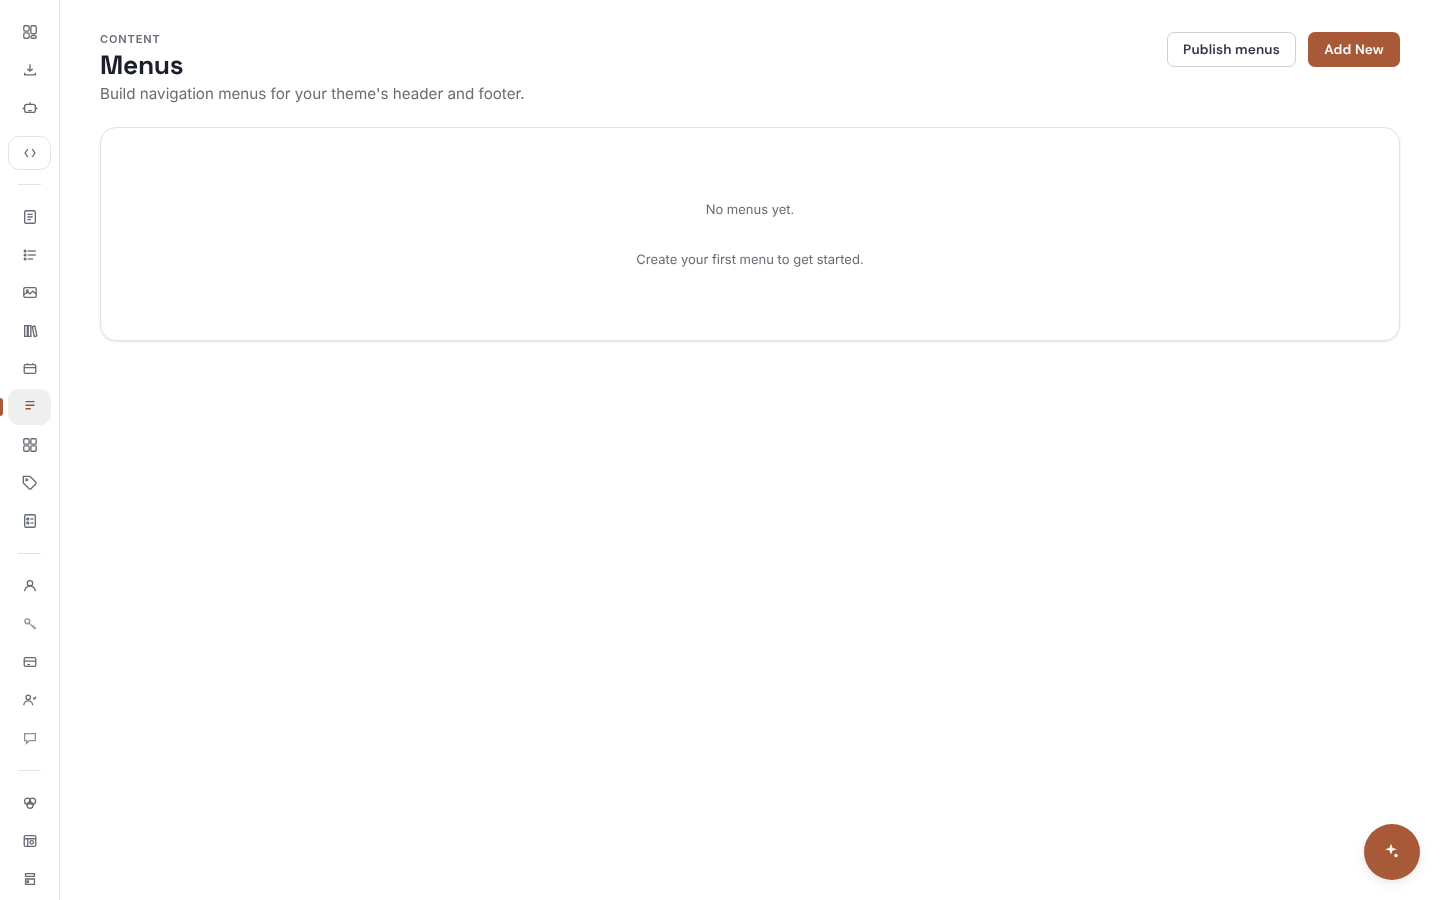 CONTENT
Menus
Build navigation menus for your theme's header and footer.
Publish menus
Add New
No menus yet.
Create your first menu to get started.